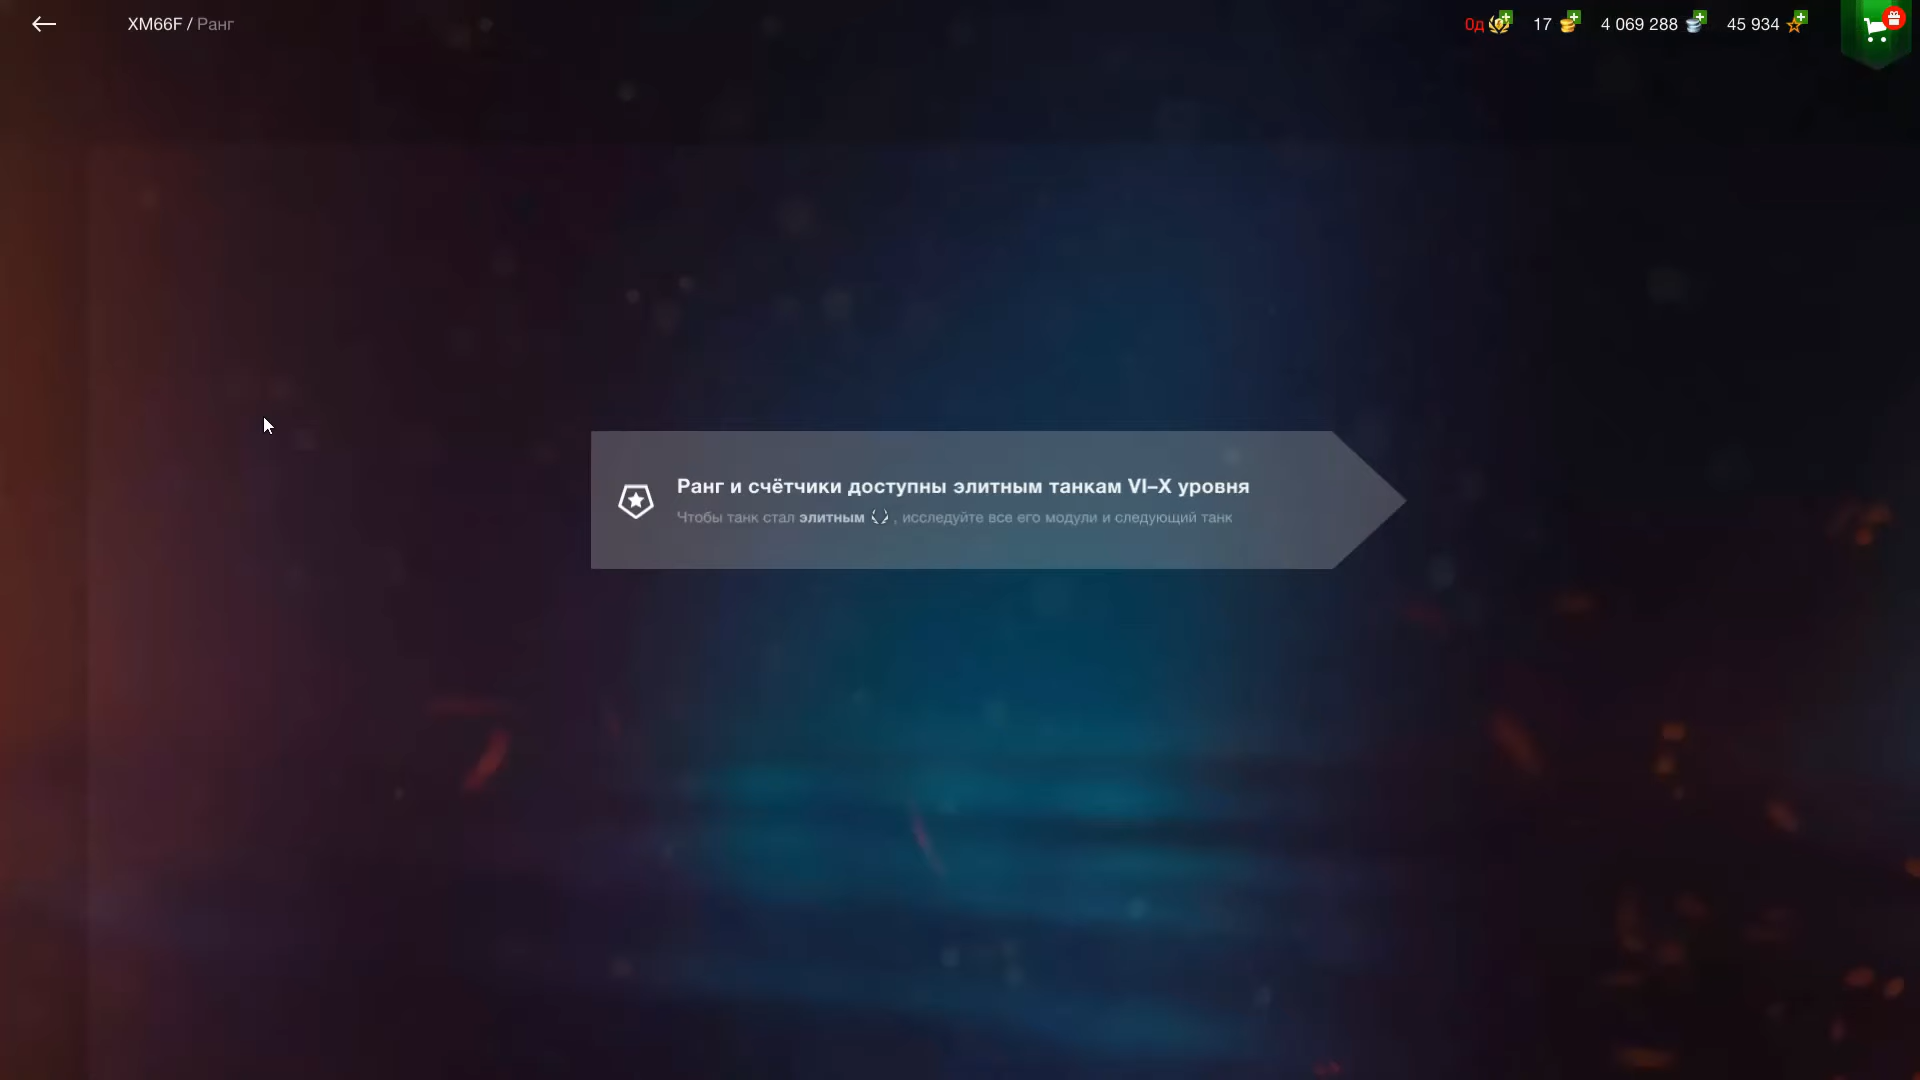 XM66F / Ранг
0д 17 4 069 288 45 934
Ранг и счётчики доступны элитным танкам VI–X уровня
Чтобы танк стал элитным , исследуйте все его модули и следующий танк